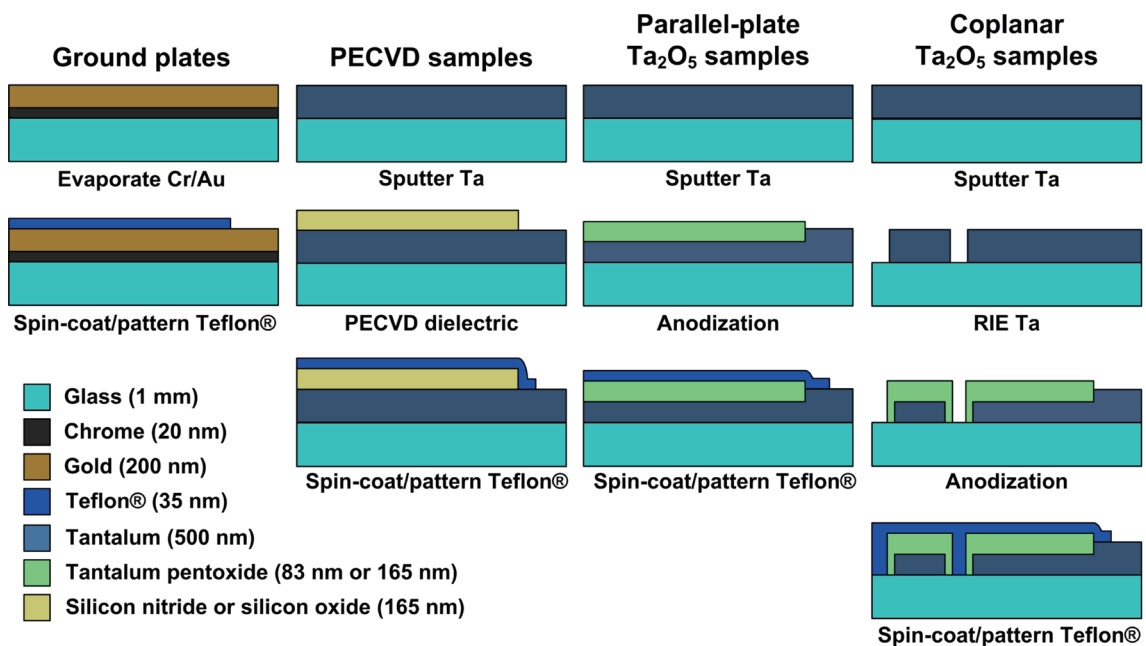 Ground plates
PECVD samples
Parallel-plate
Ta₂O₅ samples
Coplanar
Ta₂O₅ samples
Evaporate Cr/Au
Sputter Ta
Sputter Ta
Sputter Ta
Spin-coat/pattern Teflon®
PECVD dielectric
Anodization
RIE Ta
Glass (1 mm)
Chrome (20 nm)
Gold (200 nm)
Teflon® (35 nm)
Tantalum (500 nm)
Tantalum pentoxide (83 nm or 165 nm)
Silicon nitride or silicon oxide (165 nm)
Spin-coat/pattern Teflon®
Spin-coat/pattern Teflon®
Anodization
Spin-coat/pattern Teflon®